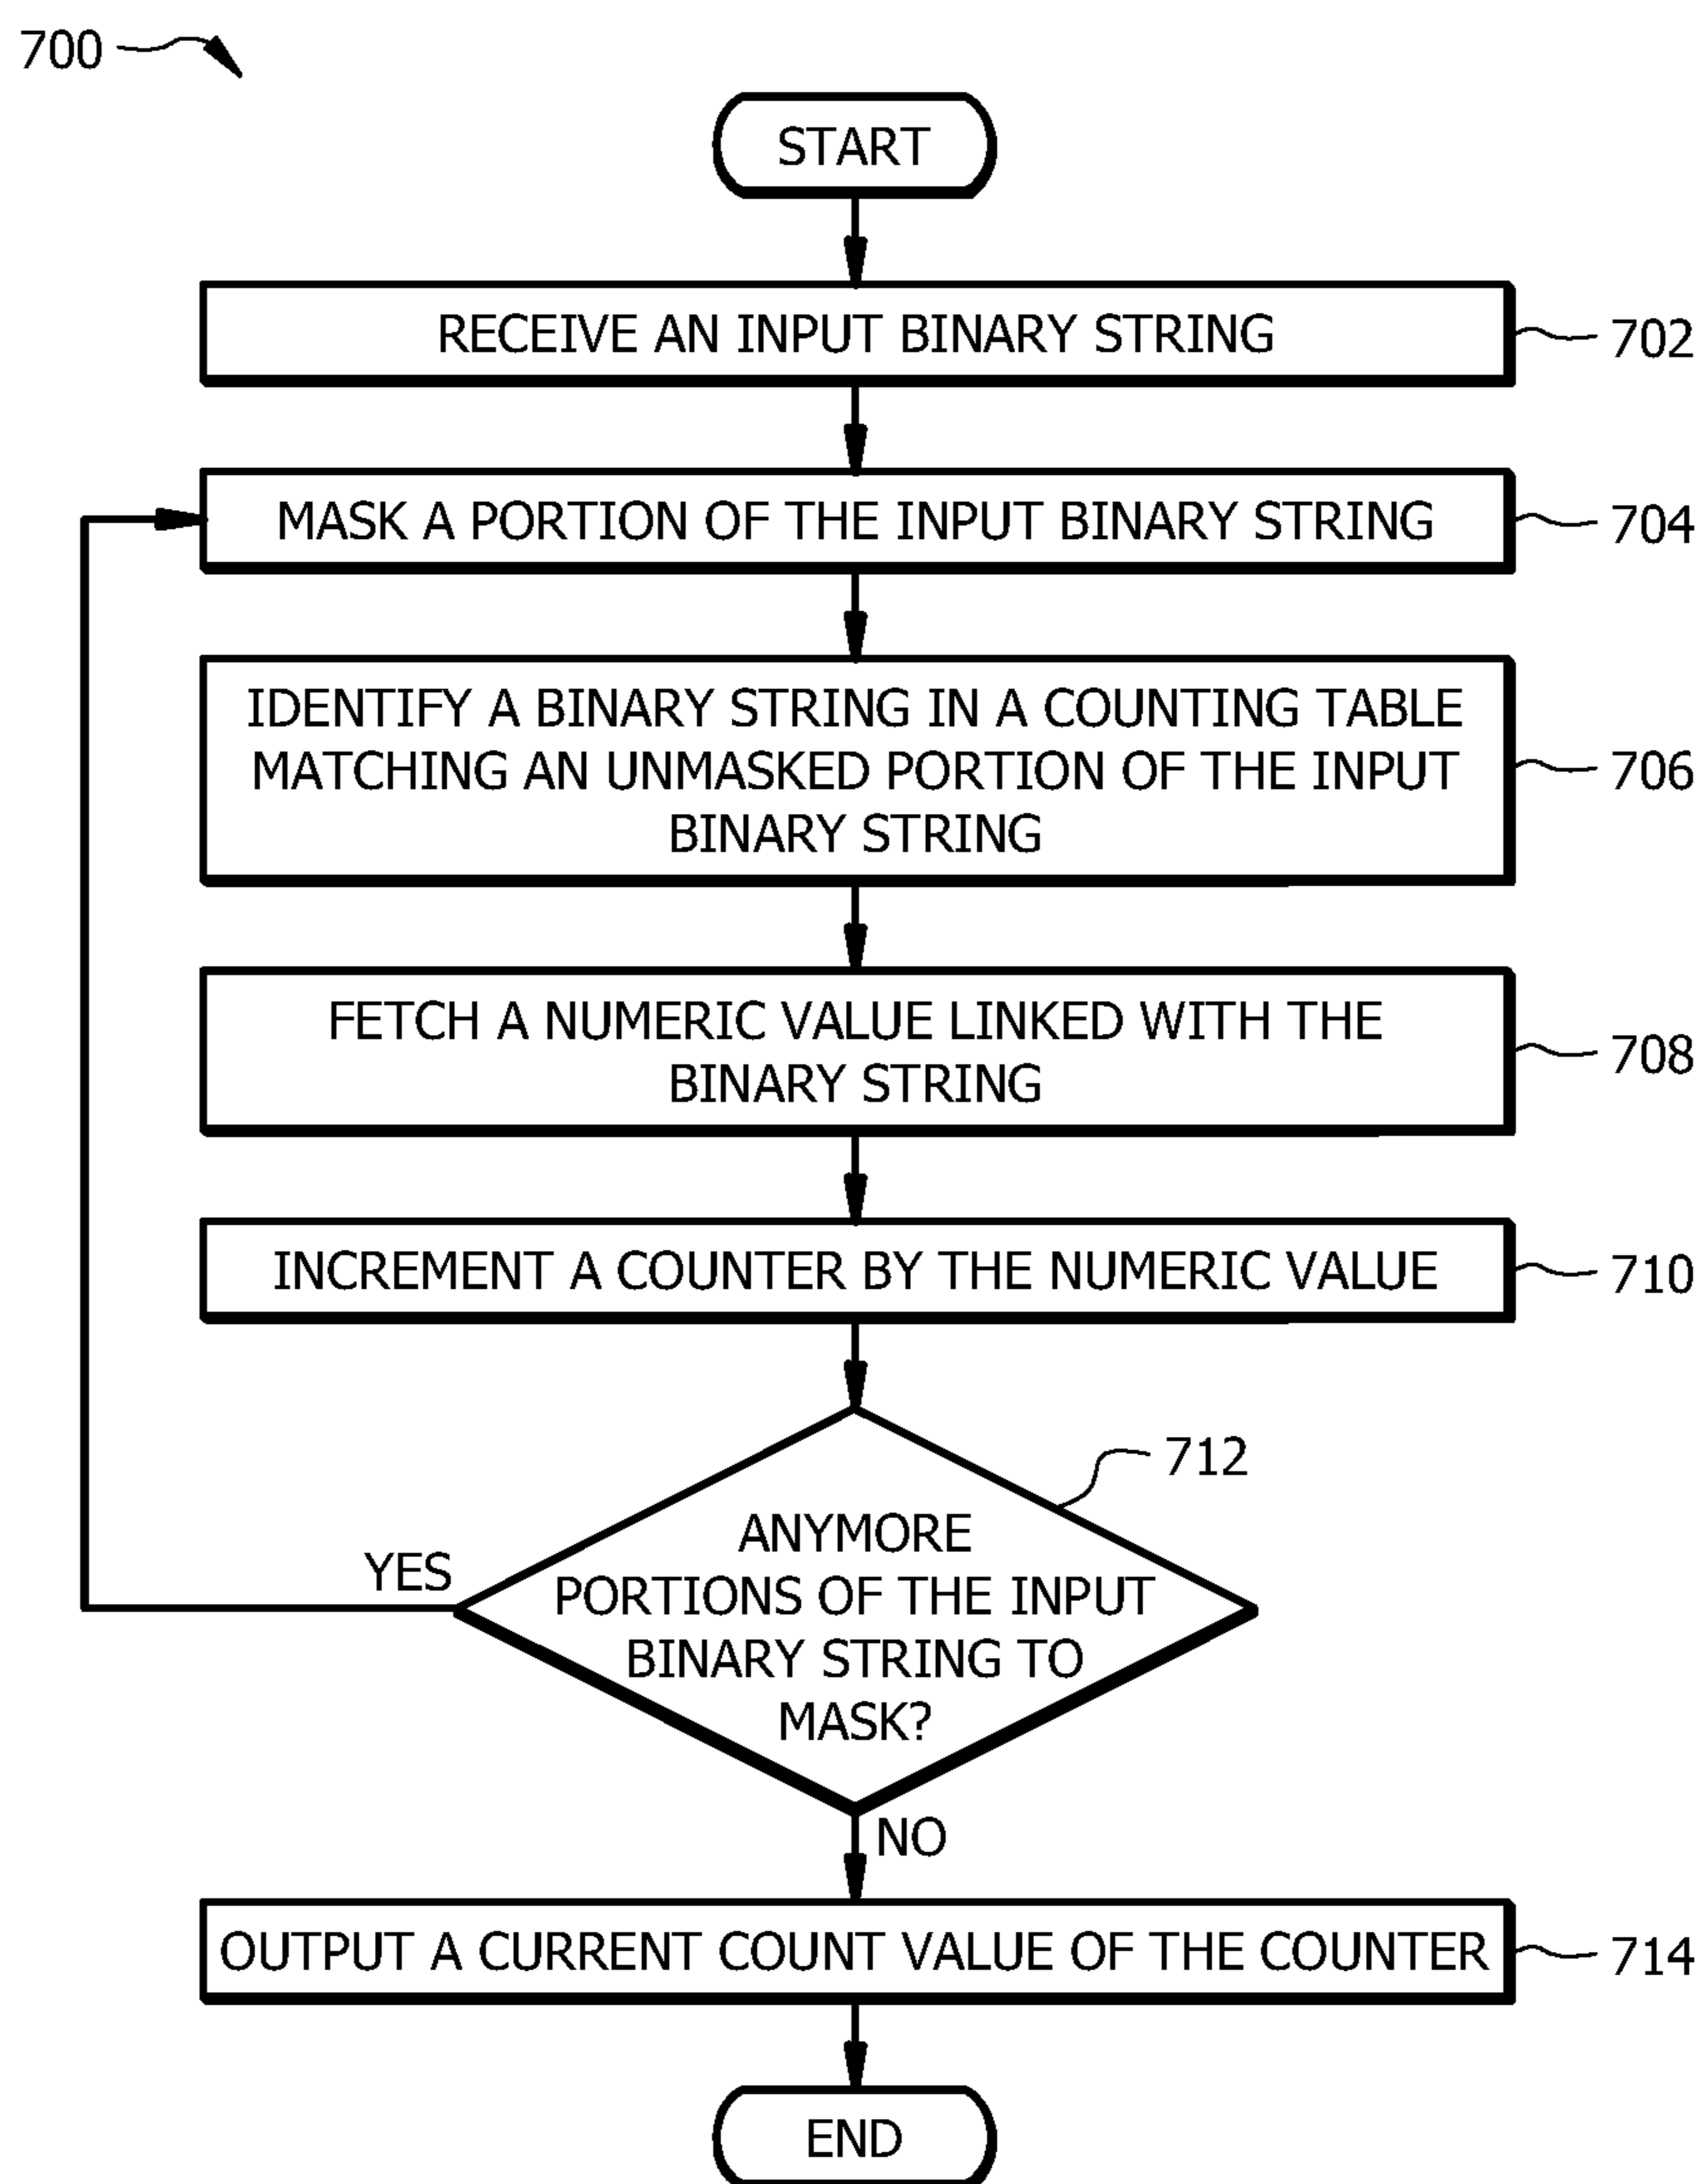 700
START
RECEIVE AN INPUT BINARY STRING
702
MASK A PORTION OF THE INPUT BINARY STRING
704
IDENTIFY A BINARY STRING IN A COUNTING TABLE
MATCHING AN UNMASKED PORTION OF THE INPUT
BINARY STRING
706
FETCH A NUMERIC VALUE LINKED WITH THE
BINARY STRING
708
INCREMENT A COUNTER BY THE NUMERIC VALUE
710
712
ANYMORE
PORTIONS OF THE INPUT
BINARY STRING TO
MASK?
YES
NO
OUTPUT A CURRENT COUNT VALUE OF THE COUNTER
714
END